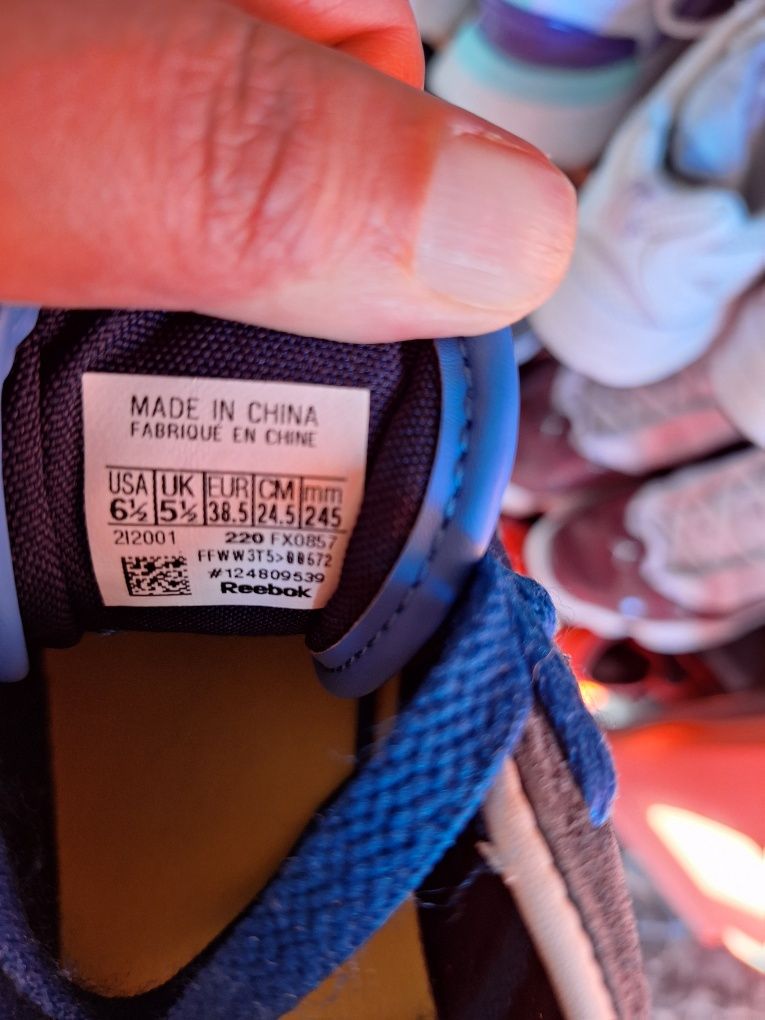 MADE IN CHINA
FABRIQUÉ EN CHINE
USA UK EUR CM mm
6½ 5½ 38.5 24.5 245
2I2001 220 FX0857
FFWW3T5>00672
#124809539
Reebok